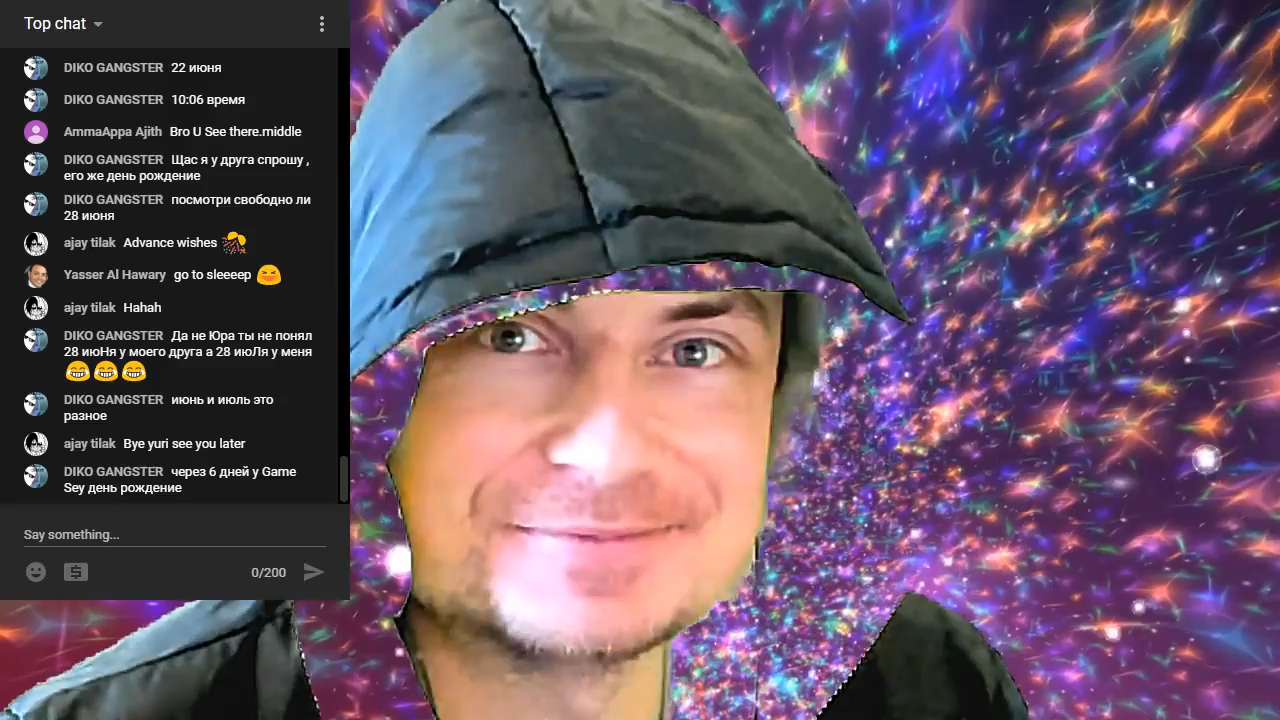 Top chat
DIKO GANGSTER 22 июня
DIKO GANGSTER 10:06 время
AmmaAppa Ajith Bro U See there.middle
DIKO GANGSTER Щас я у друга спрошу ,
его же день рождение
DIKO GANGSTER посмотри свободно ли
28 июня
ajay tilak Advance wishes
Yasser Al Hawary go to sleeeep
ajay tilak Hahah
DIKO GANGSTER Да не Юра ты не понял
28 июНя у моего друга а 28 июЛя у меня
DIKO GANGSTER июнь и июль это
разное
ajay tilak Bye yuri see you later
DIKO GANGSTER через 6 дней у Game
Sey день рождение
Say something...
0/200